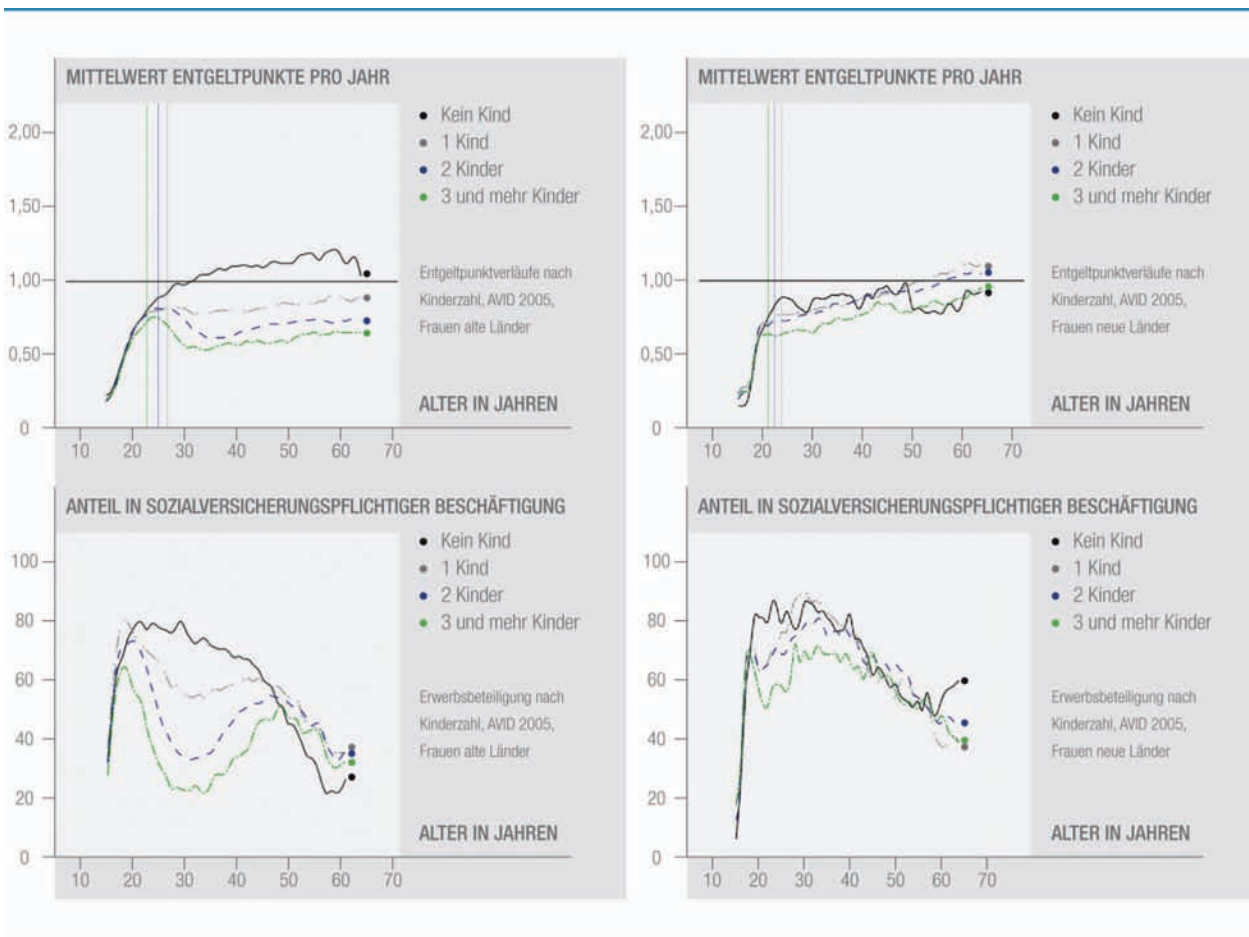 MITTELWERT ENTGELTPUNKTE PRO JAHR
2,00
1,50
1,00
0,50
0
10 20 30 40 50 60 70
Kein Kind
1 Kind
2 Kinder
3 und mehr Kinder
Entgeltpunktverläufe nach
Kinderzahl, AVID 2005,
Frauen alte Länder
ALTER IN JAHREN
MITTELWERT ENTGELTPUNKTE PRO JAHR
2,00
1,50
1,00
0,50
0
10 20 30 40 50 60 70
Kein Kind
1 Kind
2 Kinder
3 und mehr Kinder
Entgeltpunktverläufe nach
Kinderzahl, AVID 2005,
Frauen neue Länder
ALTER IN JAHREN
ANTEIL IN SOZIALVERSICHERUNGSPFLICHTIGER BESCHÄFTIGUNG
100
80
60
40
20
0
10 20 30 40 50 60 70
Kein Kind
1 Kind
2 Kinder
3 und mehr Kinder
Erwerbsbeteiligung nach
Kinderzahl, AVID 2005,
Frauen alte Länder
ALTER IN JAHREN
ANTEIL IN SOZIALVERSICHERUNGSPFLICHTIGER BESCHÄFTIGUNG
100
80
60
40
20
0
10 20 30 40 50 60 70
Kein Kind
1 Kind
2 Kinder
3 und mehr Kinder
Erwerbsbeteiligung nach
Kinderzahl, AVID 2005,
Frauen neue Länder
ALTER IN JAHREN